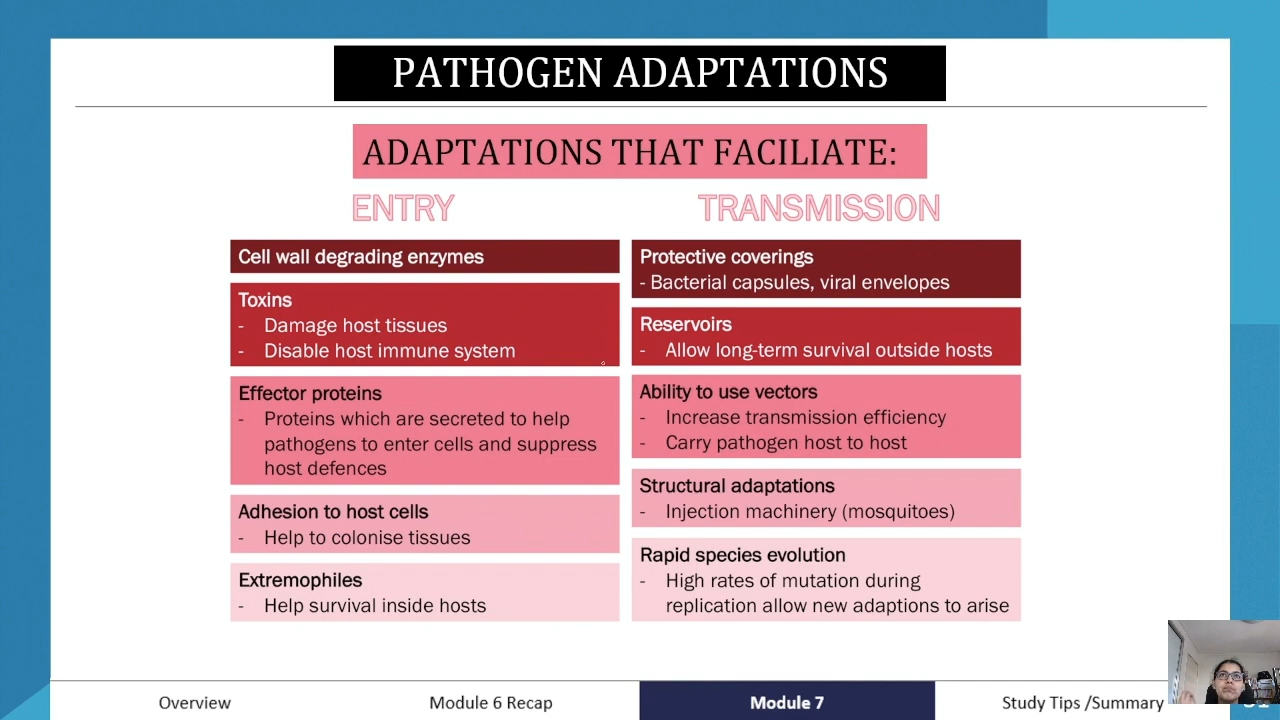 PATHOGEN ADAPTATIONS
ADAPTATIONS THAT FACILIATE:
ENTRY
Cell wall degrading enzymes
Toxins
- Damage host tissues
- Disable host immune system
Effector proteins
- Proteins which are secreted to help
pathogens to enter cells and suppress
host defences
Adhesion to host cells
- Help to colonise tissues
Extremophiles
- Help survival inside hosts
TRANSMISSION
Protective coverings
- Bacterial capsules, viral envelopes
Reservoirs
- Allow long-term survival outside hosts
Ability to use vectors
- Increase transmission efficiency
- Carry pathogen host to host
Structural adaptations
- Injection machinery (mosquitoes)
Rapid species evolution
- High rates of mutation during
replication allow new adaptions to arise
Overview
Module 6 Recap
Module 7
Study Tips /Summary